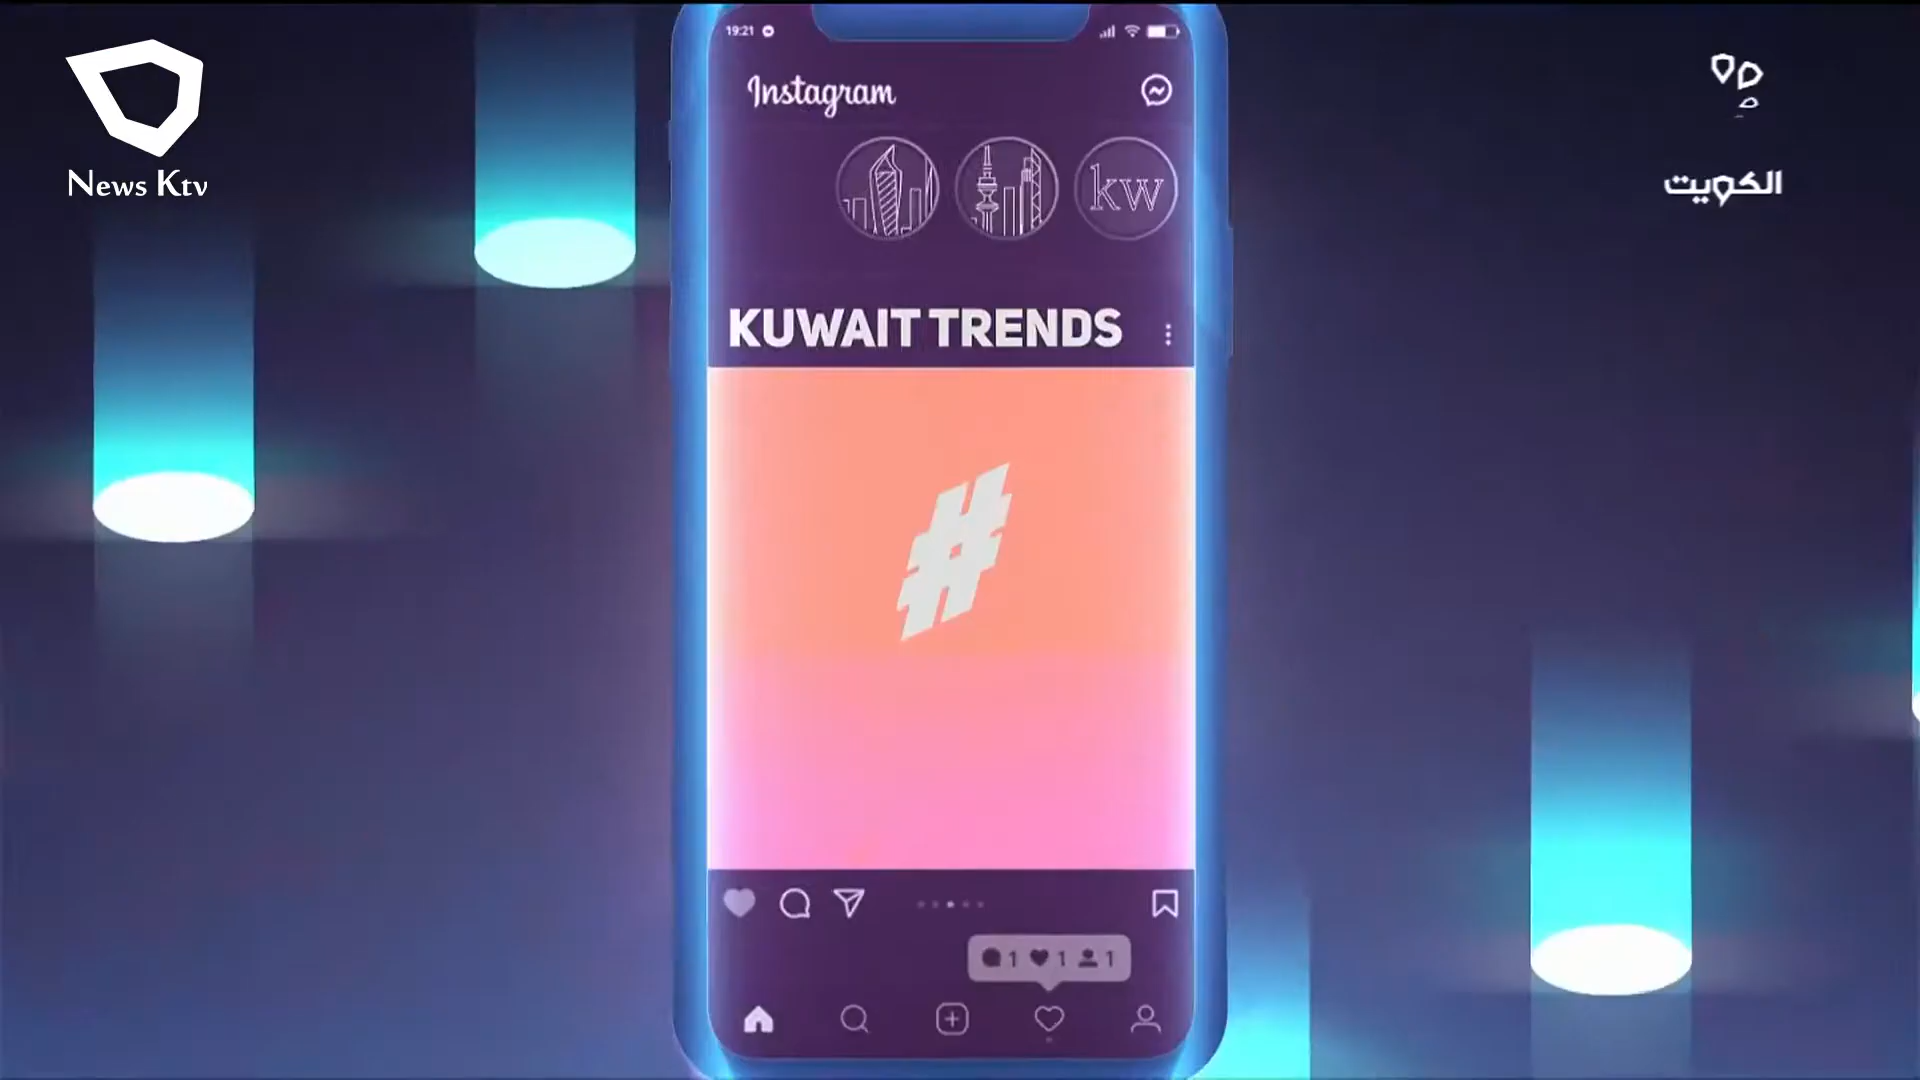 News Ktv
الكويت
19:21
Instagram
kw
KUWAIT TRENDS
#
1 1 1